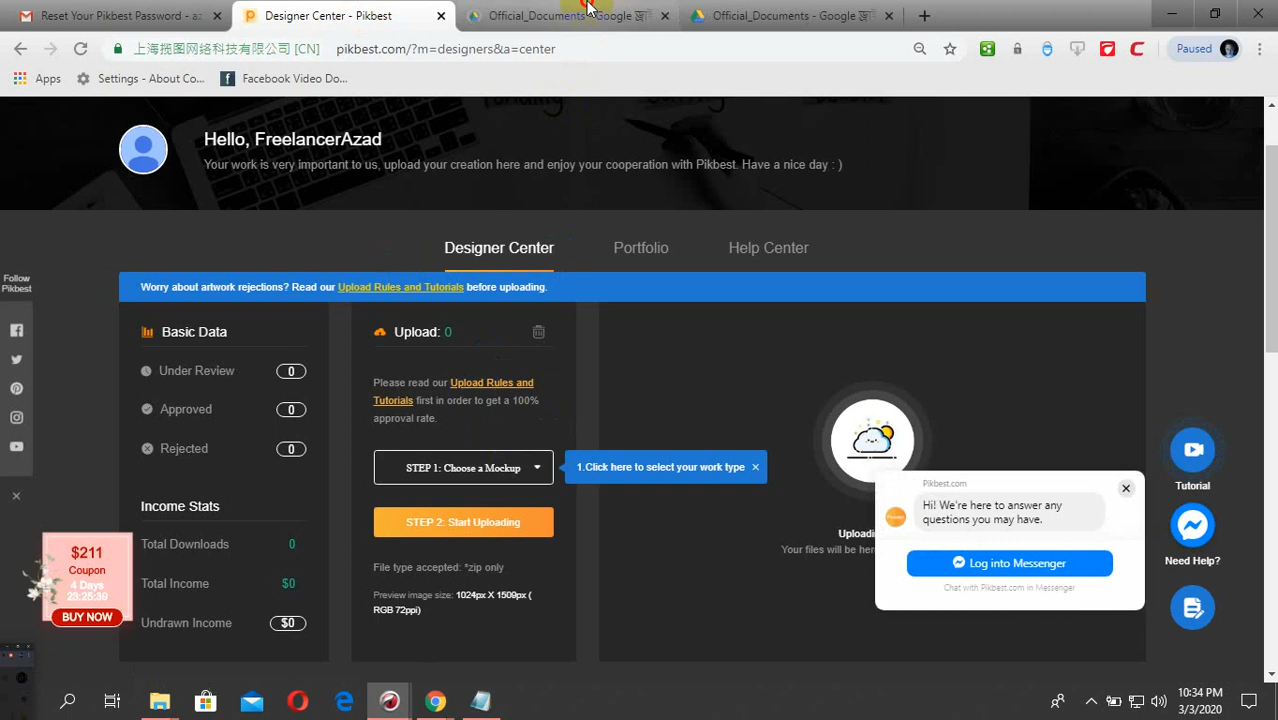 Reset Your Pikbest Password - az
Designer Center - Pikbest
Official_Documents - Google ড্রা
Official_Documents - Google ড্রা
上海揽图网络科技有限公司 [CN]
pikbest.com/?m=designers&a=center
Paused
Apps
Settings - About Co...
Facebook Video Do...
Hello, FreelancerAzad
Your work is very important to us, upload your creation here and enjoy your cooperation with Pikbest. Have a nice day : )
Designer Center
Portfolio
Help Center
Follow
Pikbest
Worry about artwork rejections? Read our Upload Rules and Tutorials before uploading.
Basic Data
Under Review 0
Approved 0
Rejected 0
Income Stats
Total Downloads 0
Total Income $0
Undrawn Income $0
Upload: 0
Please read our Upload Rules and
Tutorials first in order to get a 100%
approval rate.
STEP 1: Choose a Mockup
1.Click here to select your work type
STEP 2: Start Uploading
File type accepted: *zip only
Preview image size: 1024px X 1509px (
RGB 72ppi)
Your files will be her
Pikbest.com
Hi! We're here to answer any
questions you may have.
Log into Messenger
Chat with Pikbest.com in Messenger
Tutorial
Need Help?
$211
Coupon
4 Days
23:25:39
BUY NOW
10:34 PM
3/3/2020